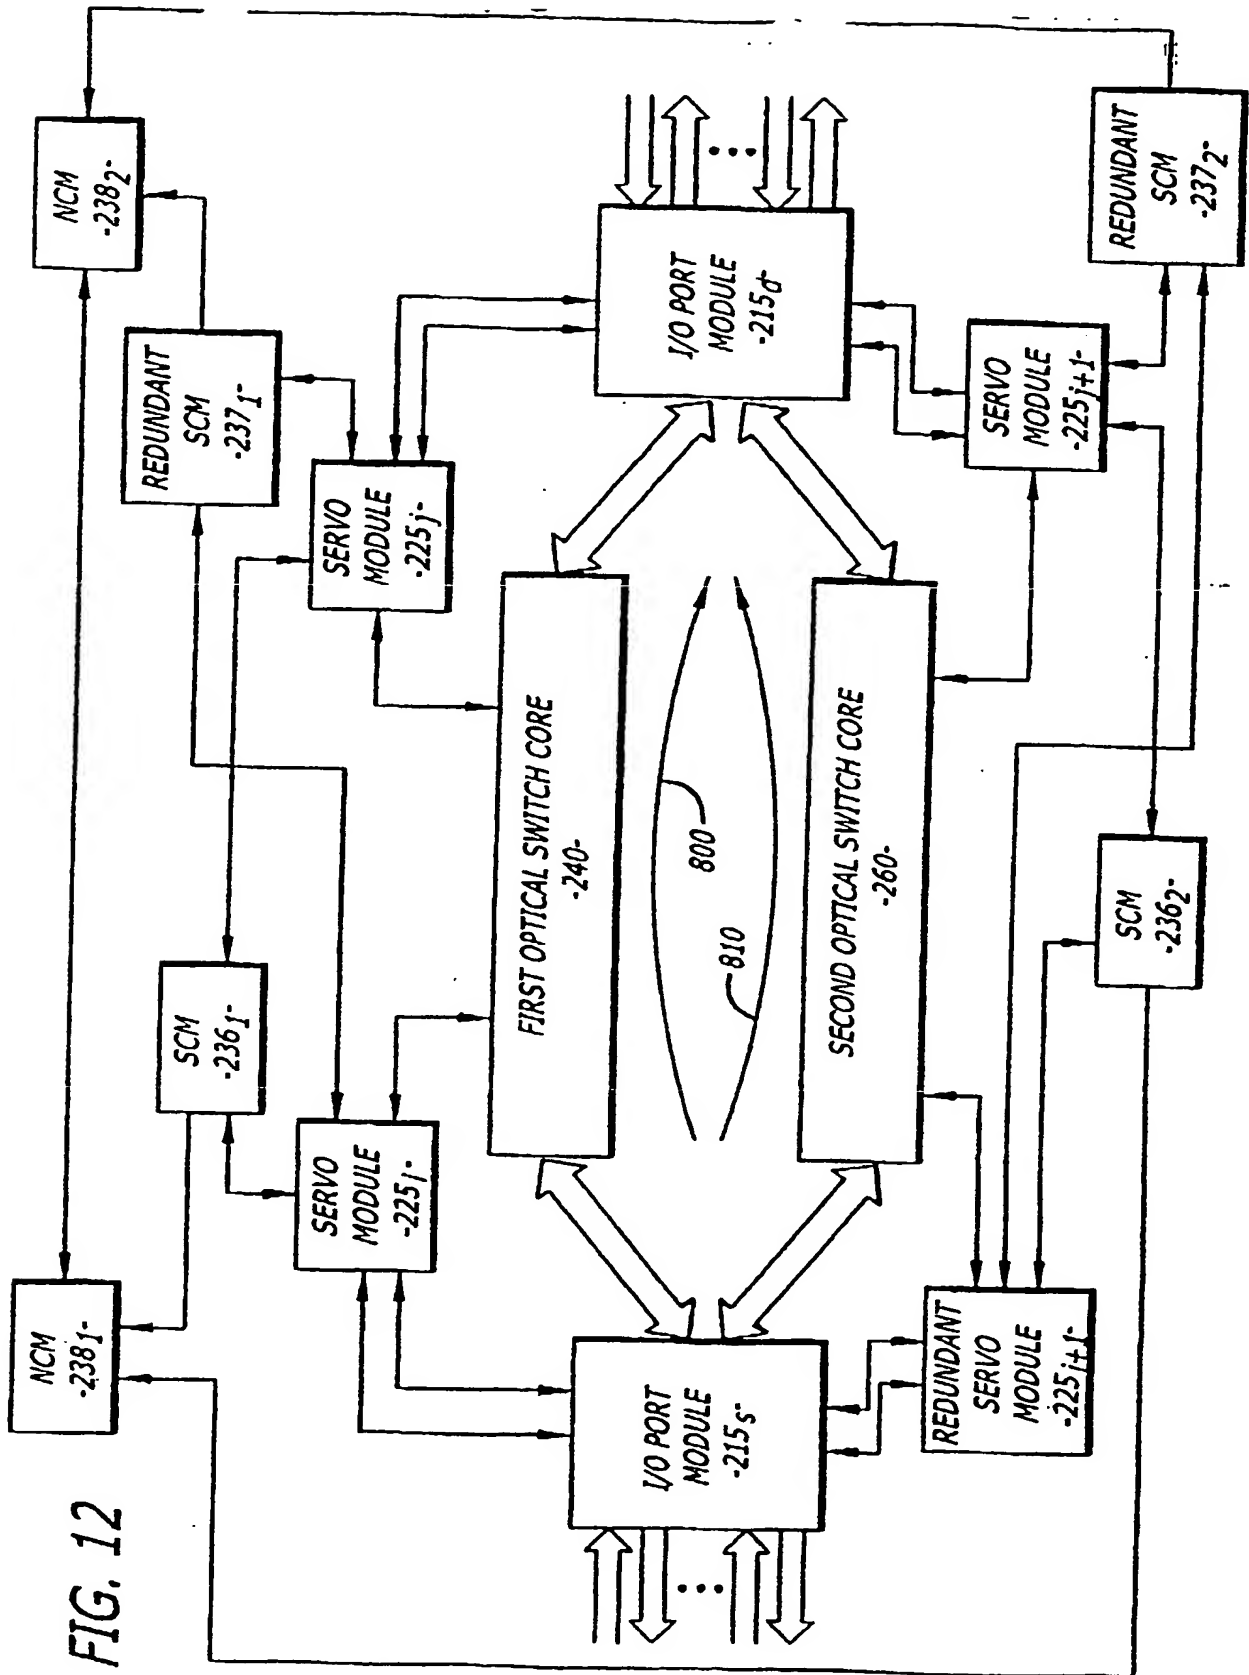 FIG. 12
NCM
-238₁-
NCM
-238₂-
SCM
-236₁-
REDUNDANT
SCM
-237₁-
SERVO
MODULE
-225ᵢ-
SERVO
MODULE
-225ⱼ-
I/O PORT
MODULE
-215ₛ-
FIRST OPTICAL SWITCH CORE
-240-
800
810
SECOND OPTICAL SWITCH CORE
-260-
I/O PORT
MODULE
-215d-
REDUNDANT
SERVO
MODULE
-225ᵢ₊₁-
SERVO
MODULE
-225ⱼ₊₁-
SCM
-236₂-
REDUNDANT
SCM
-237₂-